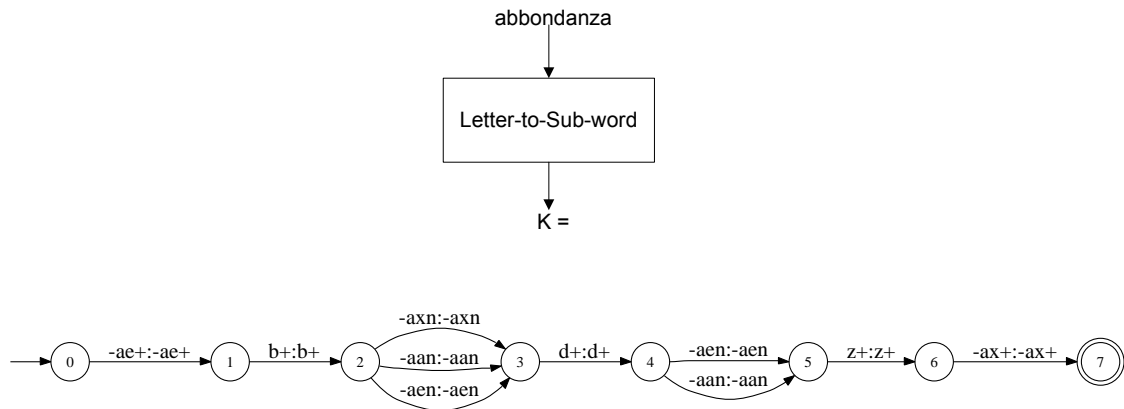 abbondanza
Letter-to-Sub-word
K =
-axn:-axn
0 -ae+:-ae+ 1 b+:b+ 2 -aan:-aan 3 d+:d+ 4 -aen:-aen 5 z+:z+ 6 -ax+:-ax+ 7
-aan:-aan
-aen:-aen